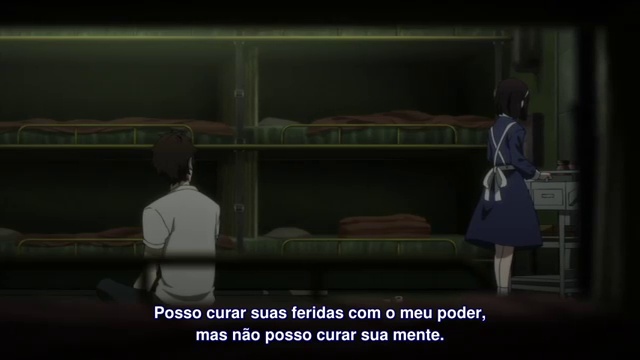 Posso curar suas feridas com o meu poder,
mas não posso curar sua mente.